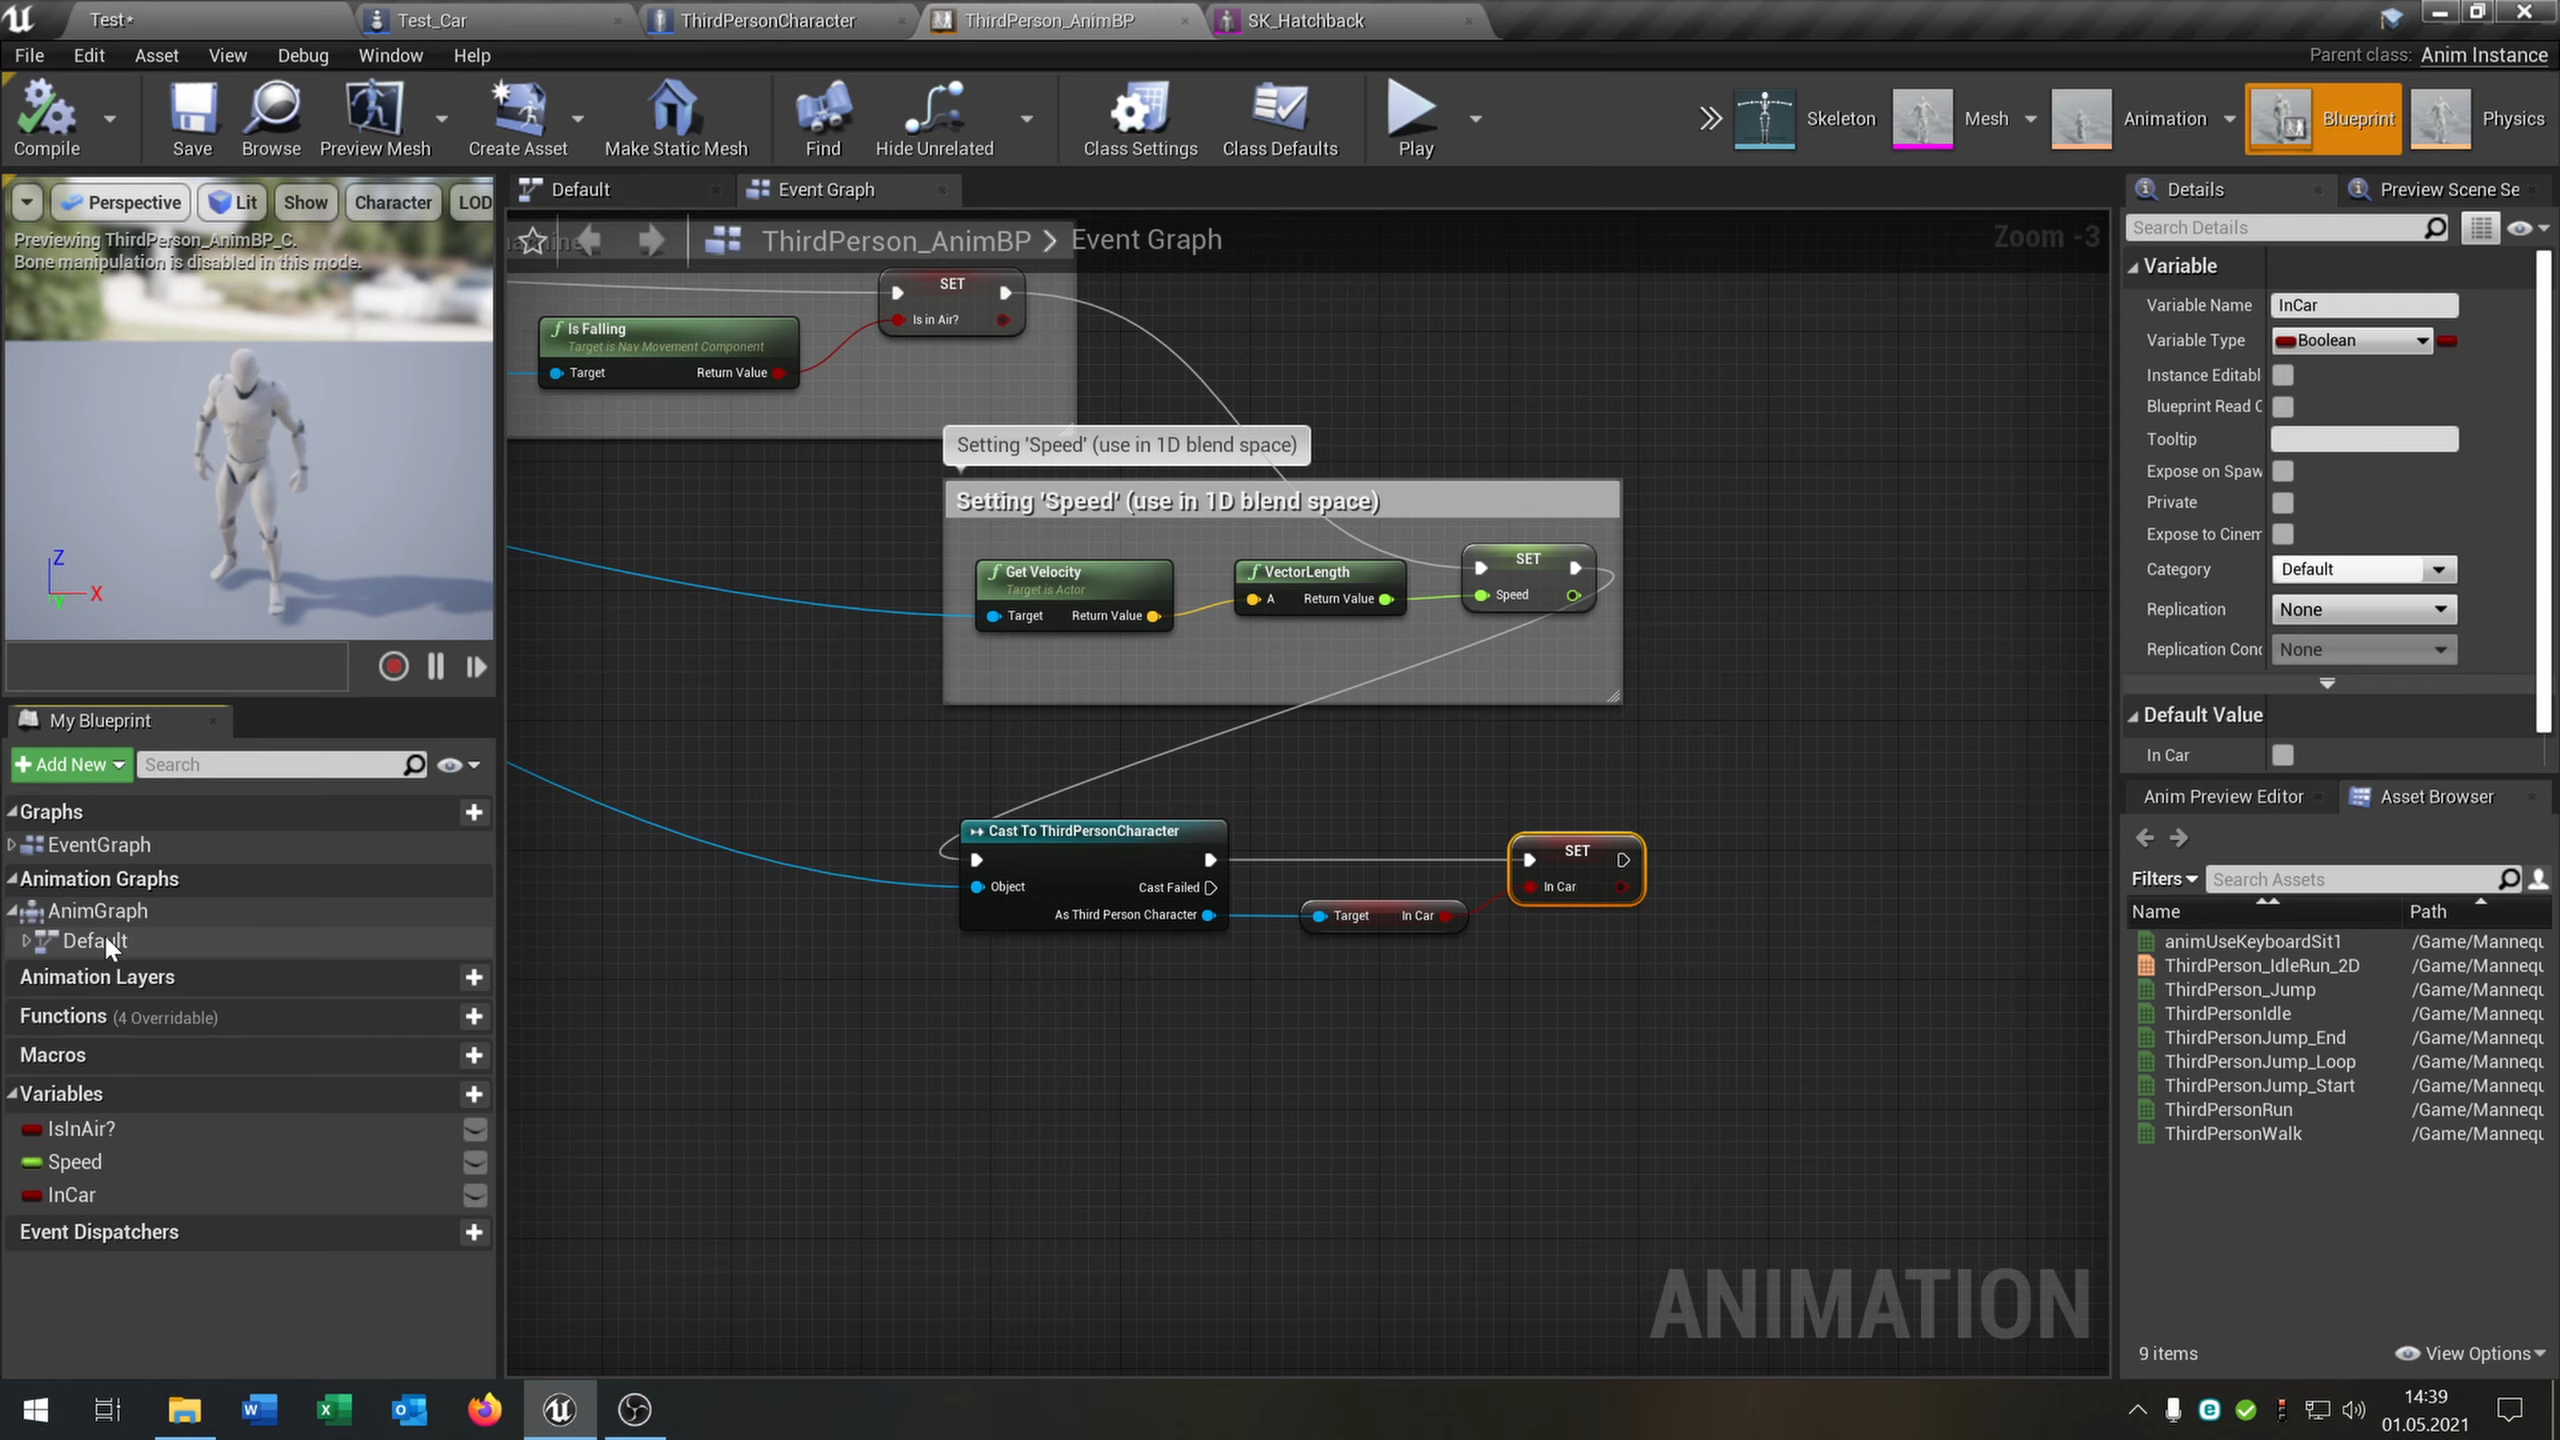 Test*
Test_Car
ThirdPersonCharacter
ThirdPerson_AnimBP
SK_Hatchback
File
Edit
Asset
View
Debug
Window
Help
Parent class: Anim Instance
Compile
Save
Browse
Preview Mesh
Create Asset
Make Static Mesh
Find
Hide Unrelated
Class Settings
Class Defaults
Play
Skeleton
Mesh
Animation
Blueprint
Physics
Perspective
Lit
Show
Character
LOD
Previewing ThirdPerson_AnimBP_C.
Bone manipulation is disabled in this mode.
Z
X
Y
Default
Event Graph
ThirdPerson_AnimBP
Event Graph
Zoom -3
SET
Is in Air?
Is Falling
Target is Nav Movement Component
Target
Return Value
Setting 'Speed' (use in 1D blend space)
Setting 'Speed' (use in 1D blend space)
Get Velocity
Target is Actor
Target
Return Value
VectorLength
A
Return Value
SET
Speed
Cast To ThirdPersonCharacter
Object
Cast Failed
As Third Person Character
Target
In Car
SET
In Car
ANIMATION
My Blueprint
Add New
Search
Graphs
EventGraph
Animation Graphs
AnimGraph
Default
Animation Layers
Functions (4 Overridable)
Macros
Variables
IsInAir?
Speed
InCar
Event Dispatchers
Details
Preview Scene Se
Search Details
Variable
Variable Name
InCar
Variable Type
Boolean
Instance Editabl
Blueprint Read C
Tooltip
Expose on Spaw
Private
Expose to Cinem
Category
Default
Replication
None
Replication Conc
None
Default Value
In Car
Anim Preview Editor
Asset Browser
Filters
Search Assets
Name
Path
animUseKeyboardSit1
/Game/Mannequ
ThirdPerson_IdleRun_2D
/Game/Mannequ
ThirdPerson_Jump
/Game/Mannequ
ThirdPersonIdle
/Game/Mannequ
ThirdPersonJump_End
/Game/Mannequ
ThirdPersonJump_Loop
/Game/Mannequ
ThirdPersonJump_Start
/Game/Mannequ
ThirdPersonRun
/Game/Mannequ
ThirdPersonWalk
/Game/Mannequ
9 items
View Options
14:39
01.05.2021